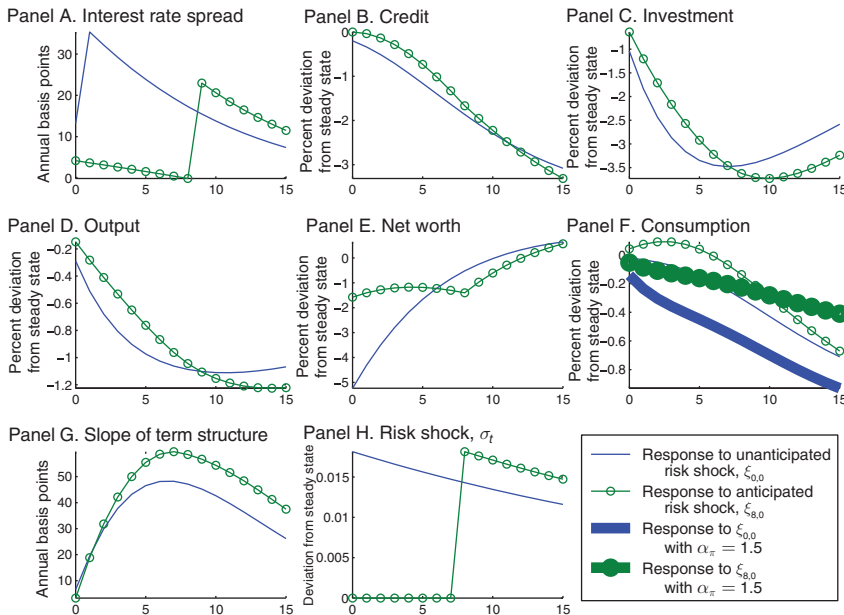 Panel A. Interest rate spread
Annual basis points
30
20
10
0
0 5 10 15
Panel B. Credit
Percent deviation
from steady state
0
−1
−2
−3
0 5 10 15
Panel C. Investment
Percent deviation
from steady state
−1
−1.5
−2
−2.5
−3
−3.5
0 5 10 15
Panel D. Output
Percent deviation
from steady state
−0.2
−0.4
−0.6
−0.8
−1
−1.2
0 5 10 15
Panel E. Net worth
Percent deviation
from steady state
0
−1
−2
−3
−4
−5
0 5 10 15
Panel F. Consumption
Percent deviation
from steady state
0
−0.2
−0.4
−0.6
−0.8
0 5 10 15
Panel G. Slope of term structure
Annual basis points
50
40
30
20
10
0 5 10 15
Panel H. Risk shock, σₜ
Deviation from steady state
0.015
0.01
0.005
0
0 5 10 15
Response to unanticipated
risk shock, ξ₀,₀
Response to anticipated
risk shock, ξ₈,₀
Response to ξ₀,₀
with απ = 1.5
Response to ξ₈,₀
with απ = 1.5